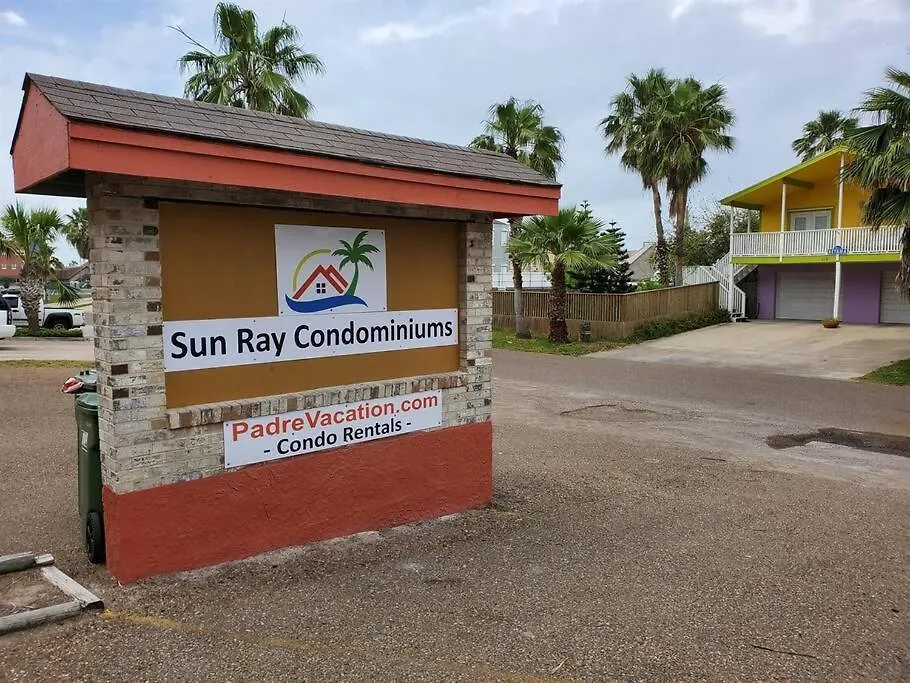 Sun Ray Condominiums
PadreVacation.com
- Condo Rentals -